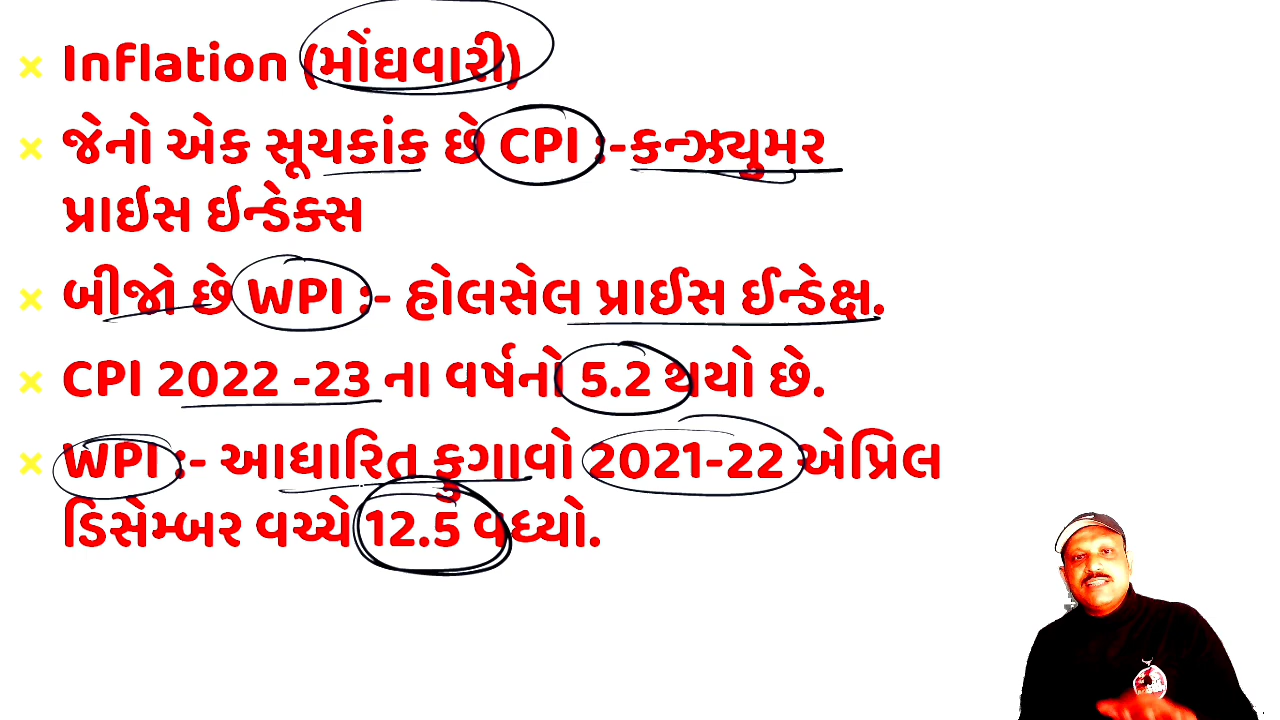 × Inflation (મોંઘવારી)
× જેનો એક સૂચકાંક છે CPI :-કન્ઝ્યુમર
પ્રાઈસ ઈન્ડેક્સ
× બીજો છે WPI :- હોલસેલ પ્રાઈસ ઈન્ડેક્ષ.
× CPI 2022 -23 ના વર્ષનો 5.2 થયો છે.
× WPI :- આધારિત કુગાવો 2021-22 એપ્રિલ
ડિસેમ્બર વચ્ચે 12.5 વધ્યો.